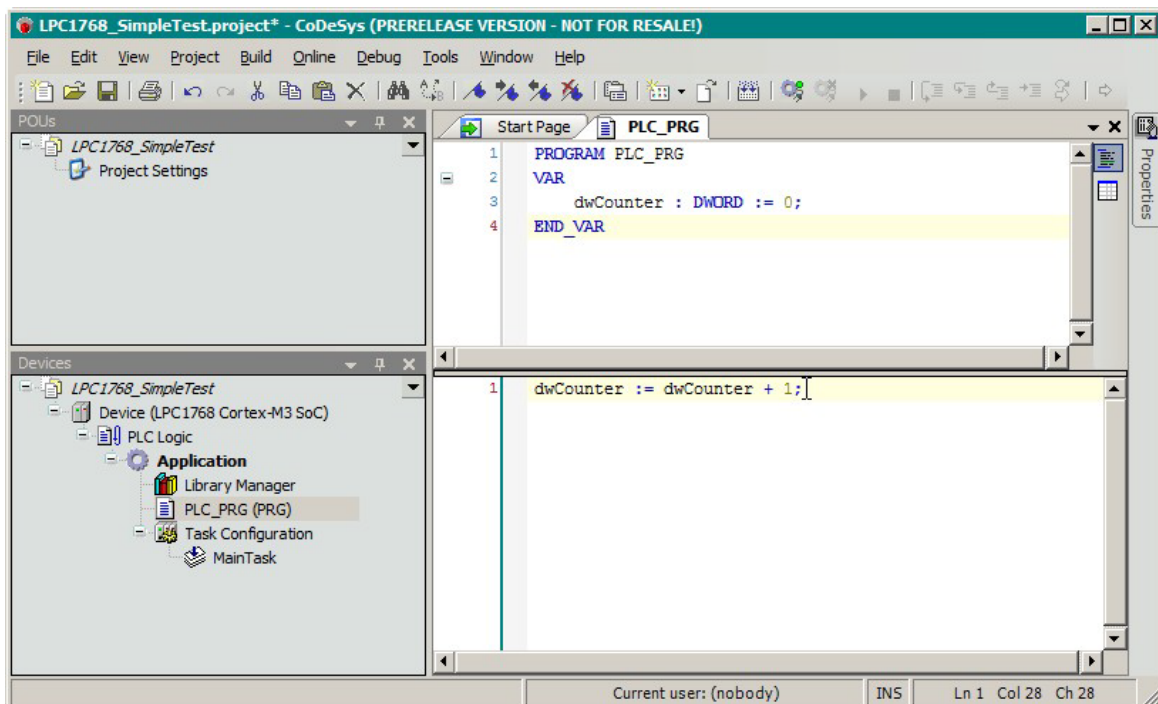 LPC1768_SimpleTest.project* - CoDeSys (PRERELEASE VERSION - NOT FOR RESALE!)
File Edit View Project Build Online Debug Tools Window Help
POUs
LPC1768_SimpleTest
Project Settings
Devices
LPC1768_SimpleTest
Device (LPC1768 Cortex-M3 SoC)
PLC Logic
Application
Library Manager
PLC_PRG (PRG)
Task Configuration
MainTask
Start Page PLC_PRG
1 PROGRAM PLC_PRG
2 VAR
3 dwCounter : DWORD := 0;
4 END_VAR
1 dwCounter := dwCounter + 1;
Properties
Current user: (nobody) INS Ln 1 Col 28 Ch 28